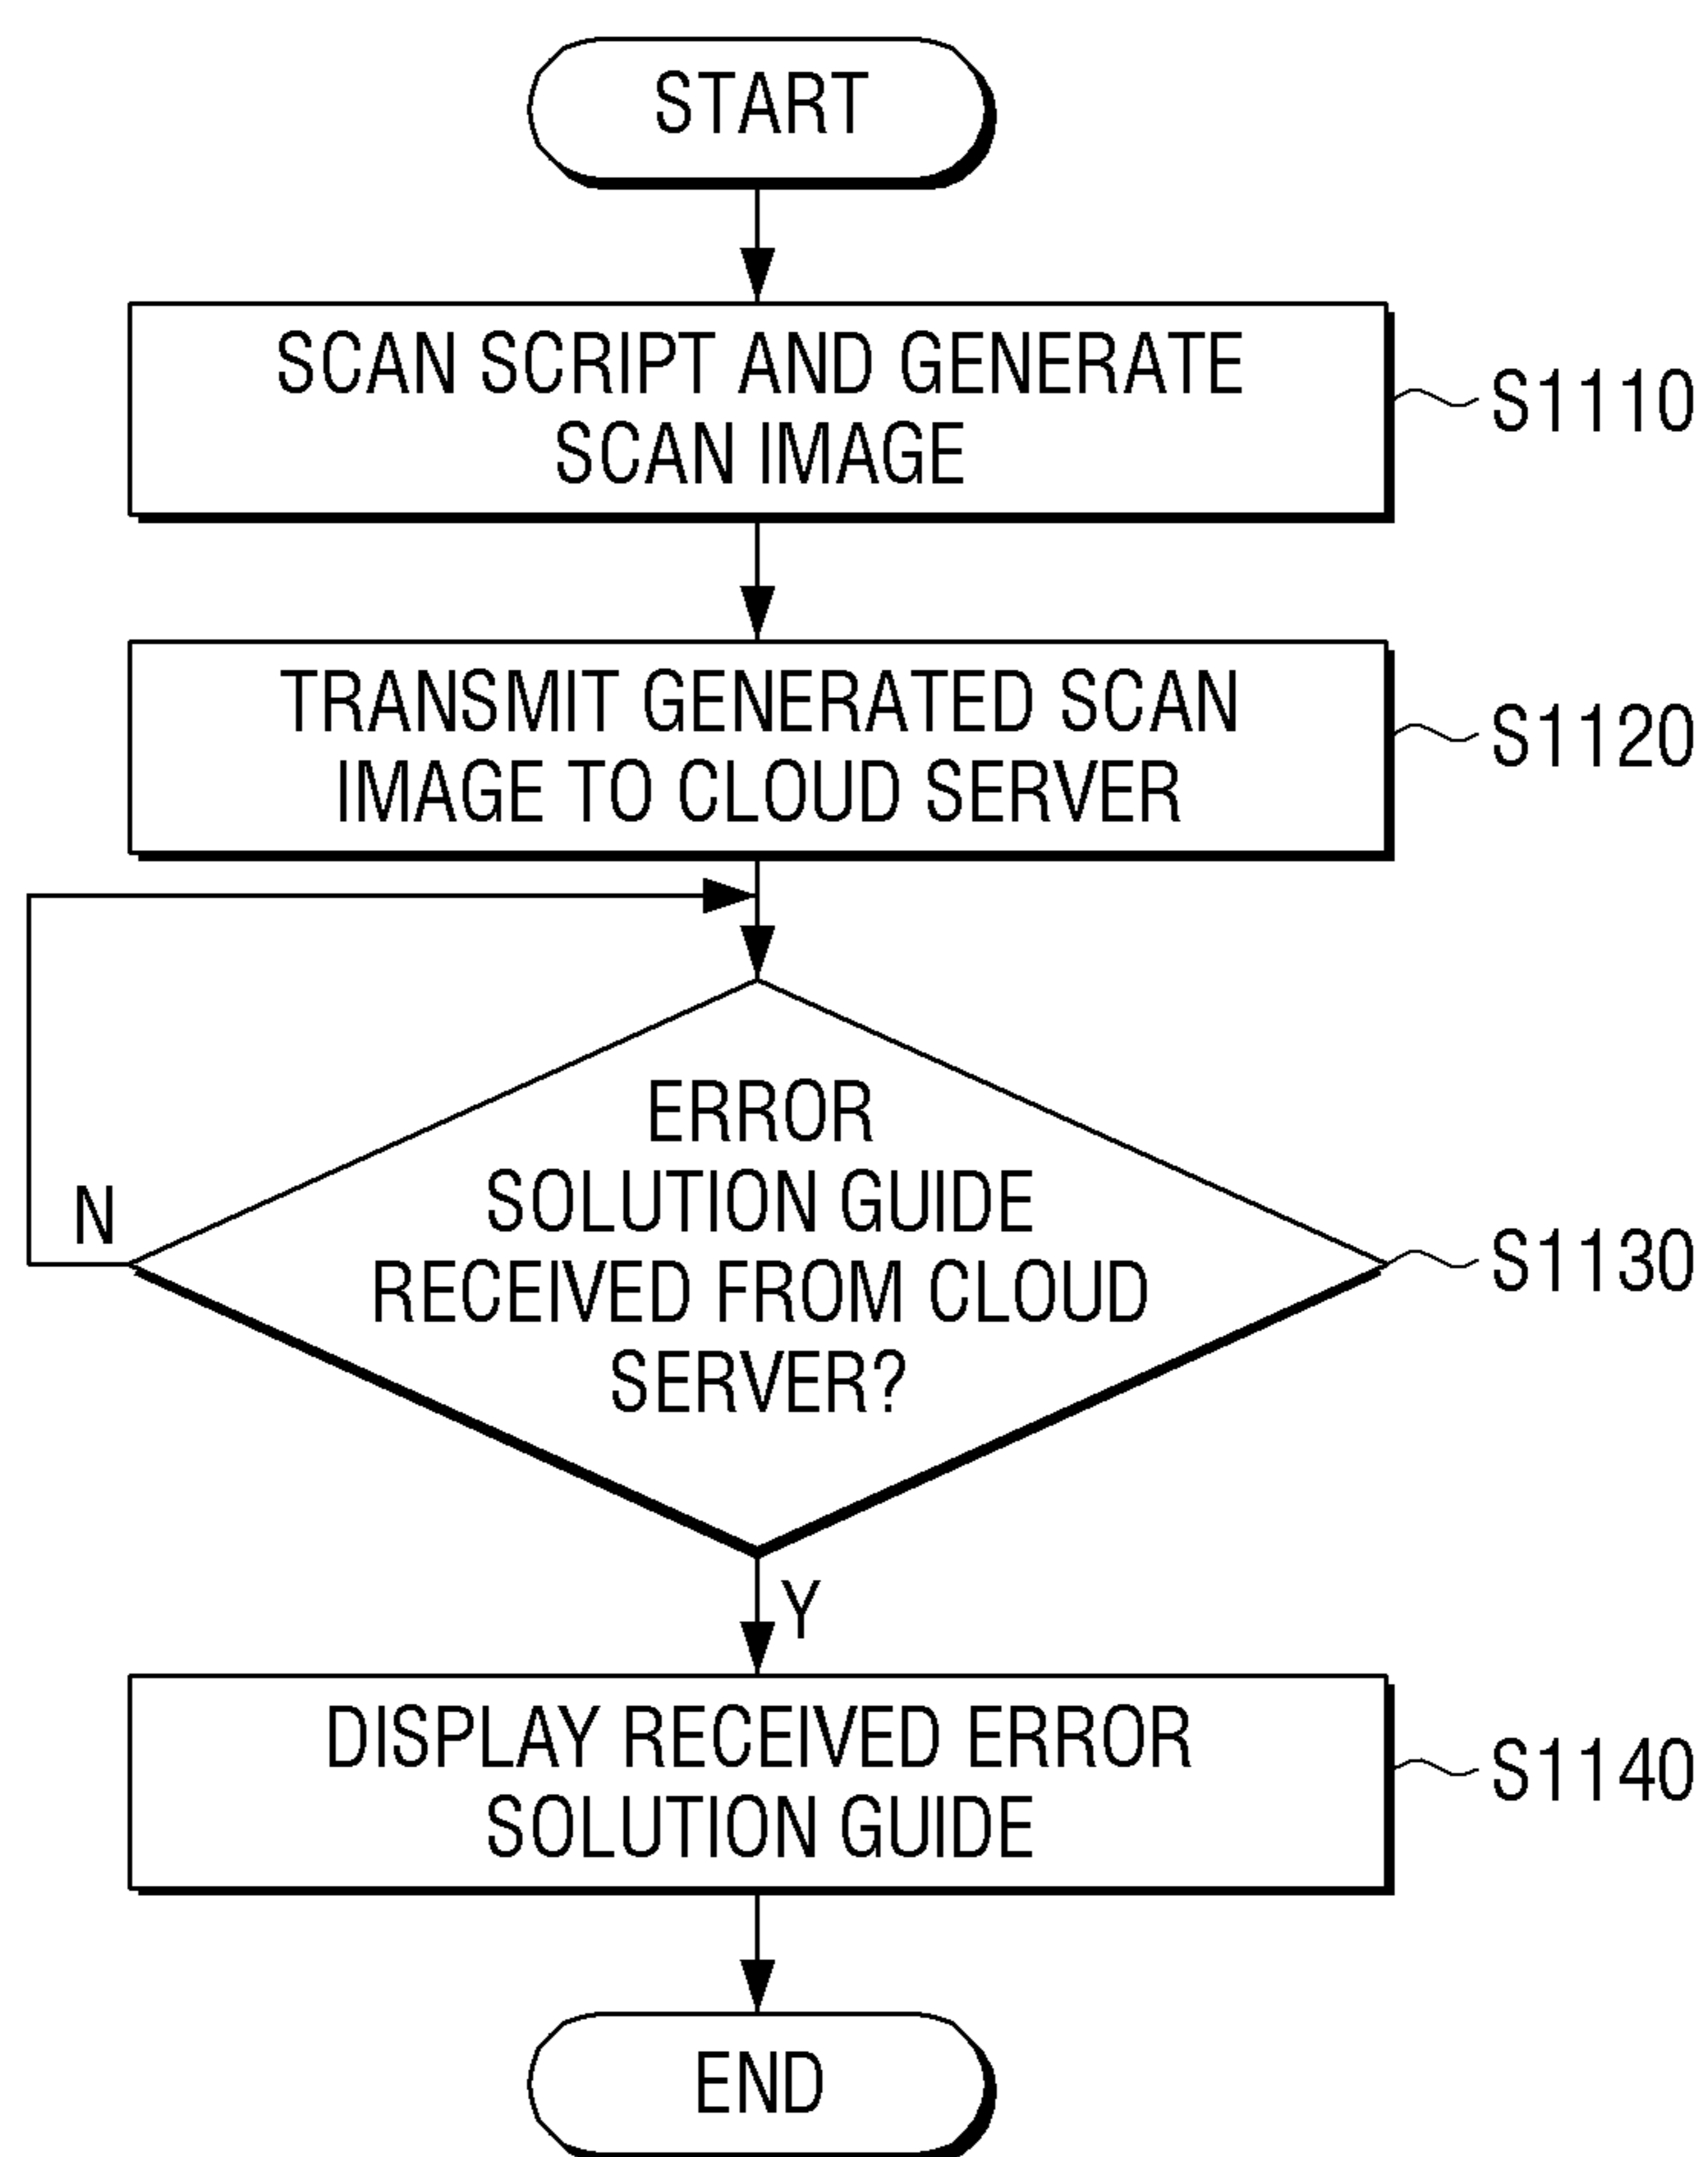 START
SCAN SCRIPT AND GENERATE
SCAN IMAGE
S1110
TRANSMIT GENERATED SCAN
IMAGE TO CLOUD SERVER
S1120
ERROR
SOLUTION GUIDE
RECEIVED FROM CLOUD
SERVER?
N
S1130
Y
DISPLAY RECEIVED ERROR
SOLUTION GUIDE
S1140
END